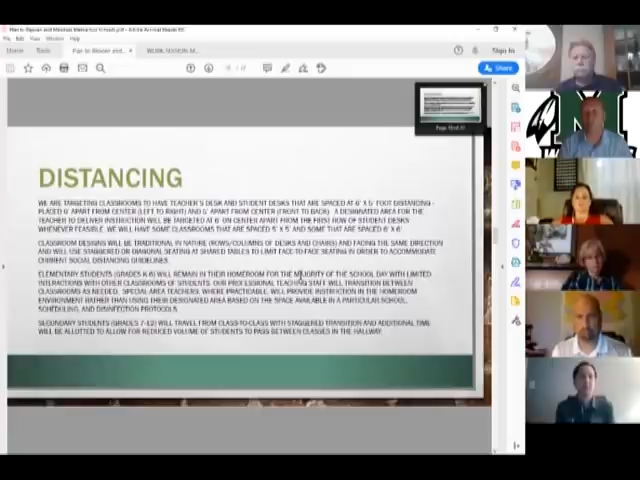 Home
Tools
Sign In
Share
DISTANCING
WE ARE TARGETING CLASSROOMS TO HAVE TEACHER'S DESK AND STUDENT DESKS THAT ARE SPACED AT 6' X 5' FOOT DISTANCING -
PLACED 6' APART FROM CENTER (LEFT TO RIGHT) AND 5' APART FROM CENTER (FRONT TO BACK). A DESIGNATED AREA FOR THE
TEACHER TO DELIVER INSTRUCTION WILL BE TARGETED AT 6' ON CENTER APART FROM THE FIRST ROW OF STUDENT DESKS
WHENEVER FEASIBLE. WE WILL HAVE SOME CLASSROOMS THAT ARE SPACED 5' X 5' AND SOME THAT ARE SPACED 6' X 6'
CLASSROOM DESIGNS WILL BE TRADITIONAL IN NATURE (ROWS/COLUMNS OF DESKS AND CHAIRS) AND FACING THE SAME DIRECTION
AND WILL USE STAGGERED OR DIAGONAL SEATING AT SHARED TABLES TO LIMIT FACE-TO-FACE SEATING IN ORDER TO ACCOMMODATE
CURRENT SOCIAL DISTANCING GUIDELINES.
ELEMENTARY STUDENTS (GRADES K-6) WILL REMAIN IN THEIR HOMEROOM FOR THE MAJORITY OF THE SCHOOL DAY WITH LIMITED
INTERACTIONS WITH OTHER CLASSROOMS OF STUDENTS. OUR PROFESSIONAL TEACHING STAFF WILL TRANSITION BETWEEN
CLASSROOMS AS NEEDED. SPECIAL AREA TEACHERS, WHERE PRACTICABLE, WILL PROVIDE INSTRUCTION IN THE HOMEROOM
ENVIRONMENT RATHER THAN USING THEIR DESIGNATED AREA BASED ON THE SPACE AVAILABLE IN A PARTICULAR SCHOOL,
SCHEDULING, AND DISINFECTION PROTOCOLS.
SECONDARY STUDENTS (GRADES 7-12) WILL TRAVEL FROM CLASS-TO-CLASS WITH STAGGERED TRANSITION AND ADDITIONAL TIME
WILL BE ALLOTTED TO ALLOW FOR REDUCED VOLUME OF STUDENTS TO PASS BETWEEN CLASSES IN THE HALLWAY
N